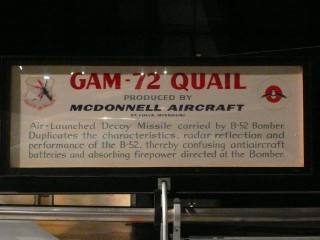 GAM-72 QUAIL
PRODUCED BY
MCDONNELL AIRCRAFT
ST. LOUIS, MISSOURI
Air-Launched Decoy Missile carried by B-52 Bomber.
Duplicates the characteristics, radar reflection and
performance of the B-52, thereby confusing antiaircraft
batteries and absorbing firepower directed at the Bomber.